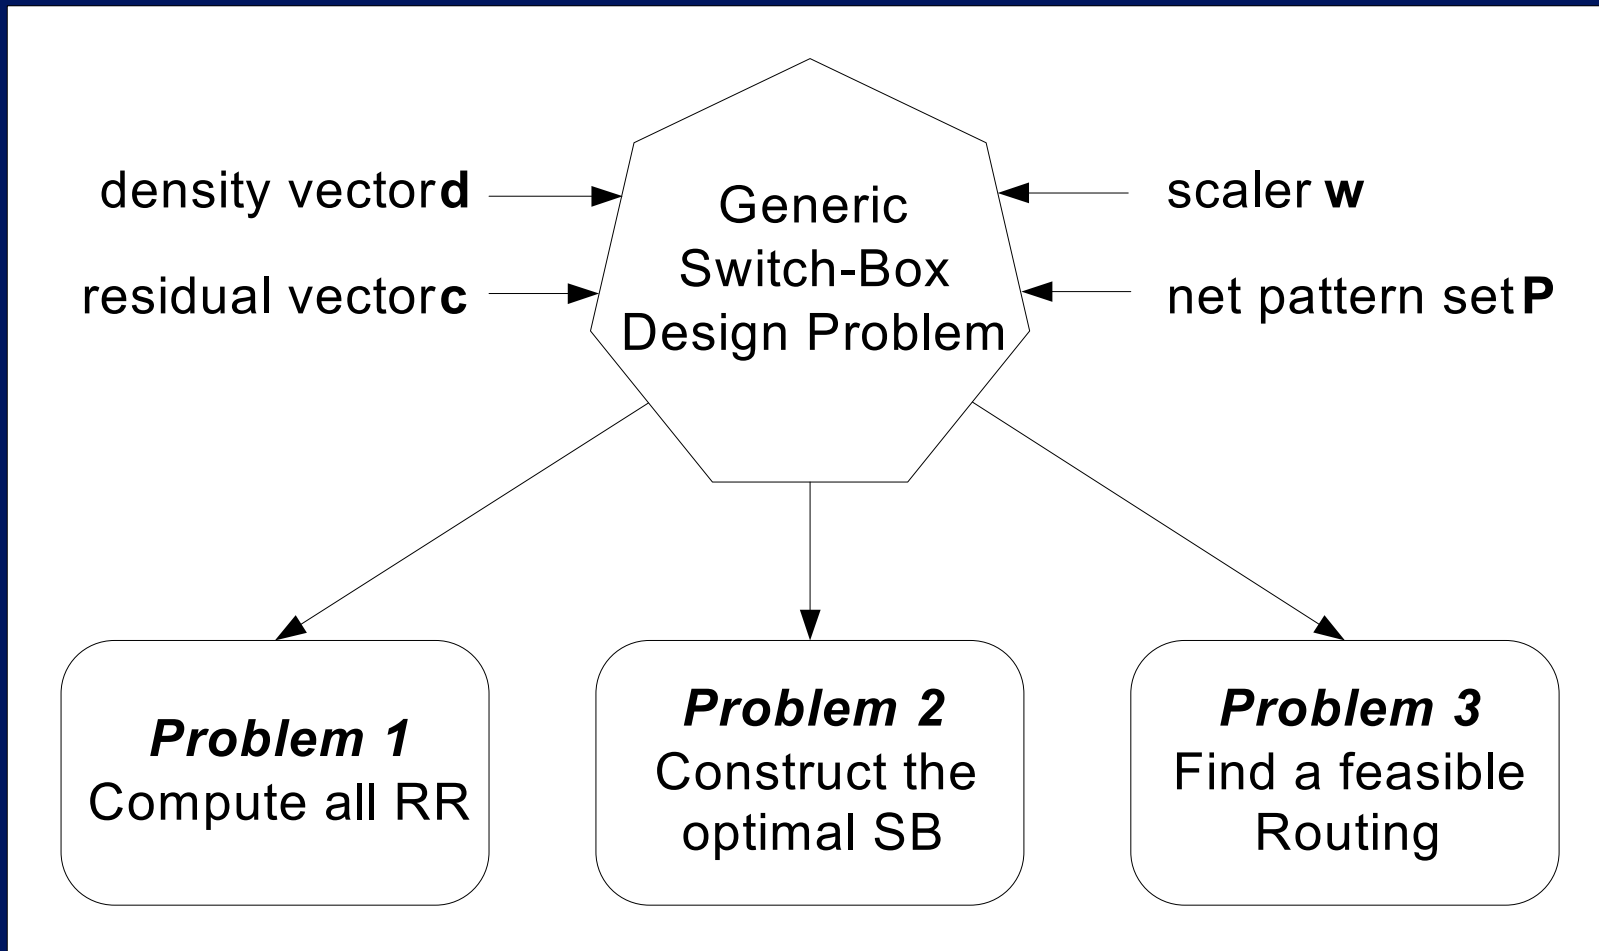 density vector d
residual vector c
Generic
Switch-Box
Design Problem
scaler w
net pattern set P
Problem 1
Compute all RR
Problem 2
Construct the
optimal SB
Problem 3
Find a feasible
Routing